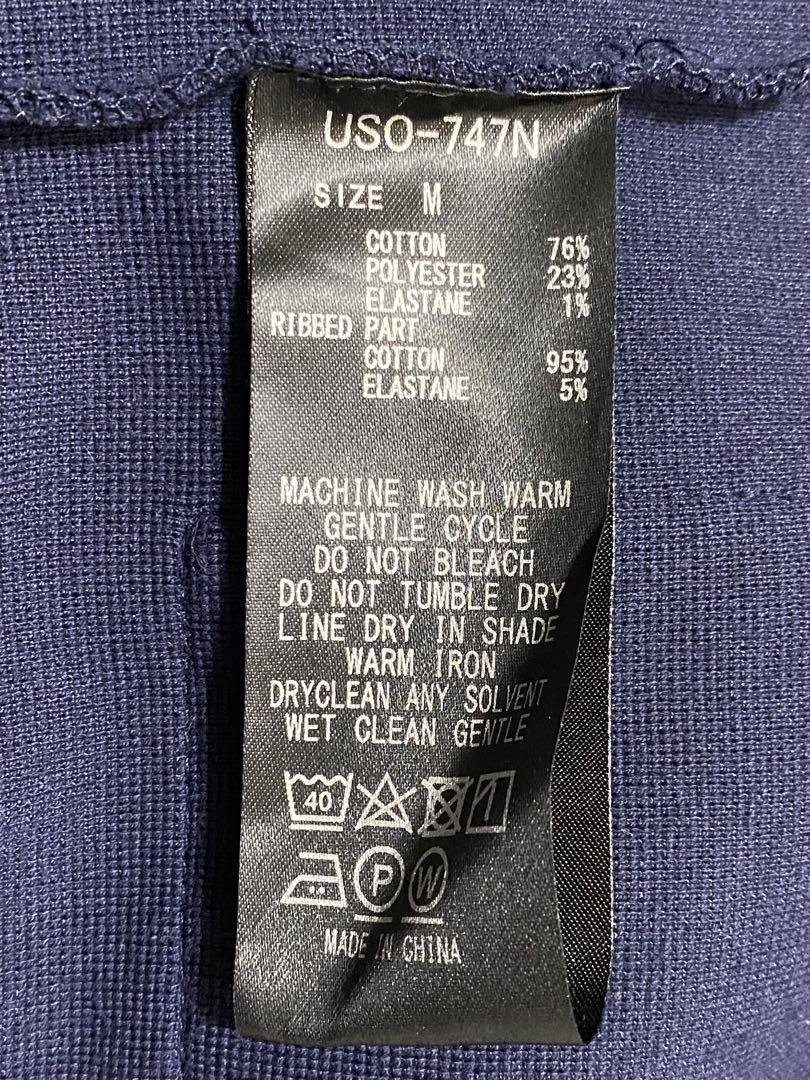 USO-747N
SIZE M
COTTON 76%
POLYESTER 23%
ELASTANE 1%
RIBBED PART
COTTON 95%
ELASTANE 5%
MACHINE WASH WARM
GENTLE CYCLE
DO NOT BLEACH
DO NOT TUMBLE DRY
LINE DRY IN SHADE
WARM IRON
DRYCLEAN ANY SOLVENT
WET CLEAN GENTLE
40
P W
MADE IN CHINA